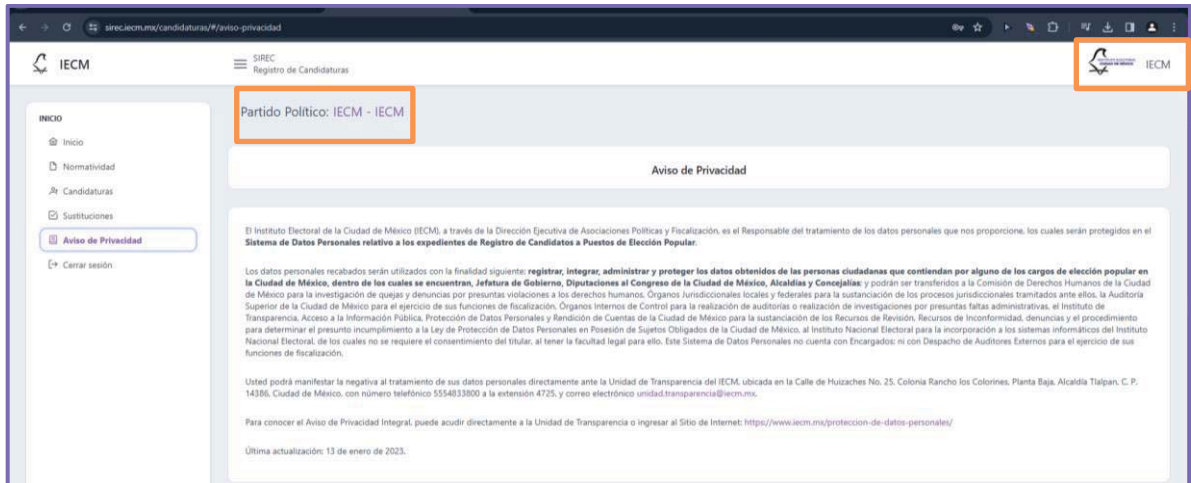 sirec.iecm.mx/candidaturas/#/aviso-privacidad
IECM
SIREC
Registro de Candidaturas
IECM
Partido Político: IECM - IECM
INICIO
Inicio
Normatividad
Candidaturas
Sustituciones
Aviso de Privacidad
Cerrar sesión
Aviso de Privacidad
El Instituto Electoral de la Ciudad de México (IECM), a través de la Dirección Ejecutiva de Asociaciones Políticas y Fiscalización, es el Responsable del tratamiento de los datos personales que nos proporcione, los cuales serán protegidos en el
Sistema de Datos Personales relativo a los expedientes de Registro de Candidatos a Puestos de Elección Popular.
Los datos personales recabados serán utilizados con la finalidad siguiente: registrar, integrar, administrar y proteger los datos obtenidos de las personas ciudadanas que contiendan por alguno de los cargos de elección popular en
la Ciudad de México, dentro de los cuales se encuentran, Jefatura de Gobierno, Diputaciones al Congreso de la Ciudad de México, Alcaldías y Concejalías; y podrán ser transferidos a la Comisión de Derechos Humanos de la Ciudad
de México para la investigación de quejas y denuncias por presuntas violaciones a los derechos humanos. Órganos Jurisdiccionales locales y federales para la sustanciación de los procesos jurisdiccionales tramitados ante ellos, la Auditoría
Superior de la Ciudad de México para el ejercicio de sus funciones de fiscalización, Órganos Internos de Control para la realización de auditorías o realización de investigaciones por presuntas faltas administrativas, el Instituto de
Transparencia, Acceso a la Información Pública, Protección de Datos Personales y Rendición de Cuentas de la Ciudad de México para la sustanciación de los Recursos de Revisión, Recursos de Inconformidad, denuncias y el procedimiento
para determinar el presunto incumplimiento a la Ley de Protección de Datos Personales en Posesión de Sujetos Obligados de la Ciudad de México, al Instituto Nacional Electoral para la incorporación a los sistemas informáticos del Instituto
Nacional Electoral, de los cuales no se requiere el consentimiento del titular, al tener la facultad legal para ello. Este Sistema de Datos Personales no cuenta con Encargados; ni con Despacho de Auditores Externos para el ejercicio de sus
funciones de fiscalización.
Usted podrá manifestar la negativa al tratamiento de sus datos personales directamente ante la Unidad de Transparencia del IECM, ubicada en la Calle de Huizaches No. 25, Colonia Rancho los Colorines, Planta Baja, Alcaldía Tlalpan, C. P.
14386, Ciudad de México, con número telefónico 5554833800 a la extensión 4725, y correo electrónico unidad.transparencia@iecm.mx.
Para conocer el Aviso de Privacidad Integral, puede acudir directamente a la Unidad de Transparencia o ingresar al Sitio de Internet: https://www.iecm.mx/proteccion-de-datos-personales/
Última actualización: 13 de enero de 2023.